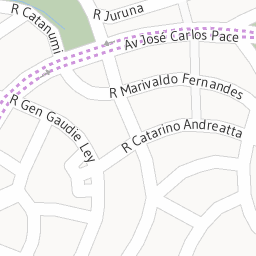 R Catanumi
R Juruna
Av José Carlos Pace
R Marivaldo Fernandes
R Gen Gaudie Ley
R Catarino Andreatta